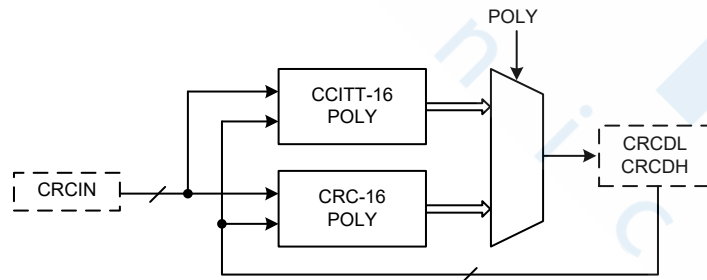 POLY
CCITT-16
POLY
CRCDL
CRCDH
CRCIN
CRC-16
POLY
n
i
c